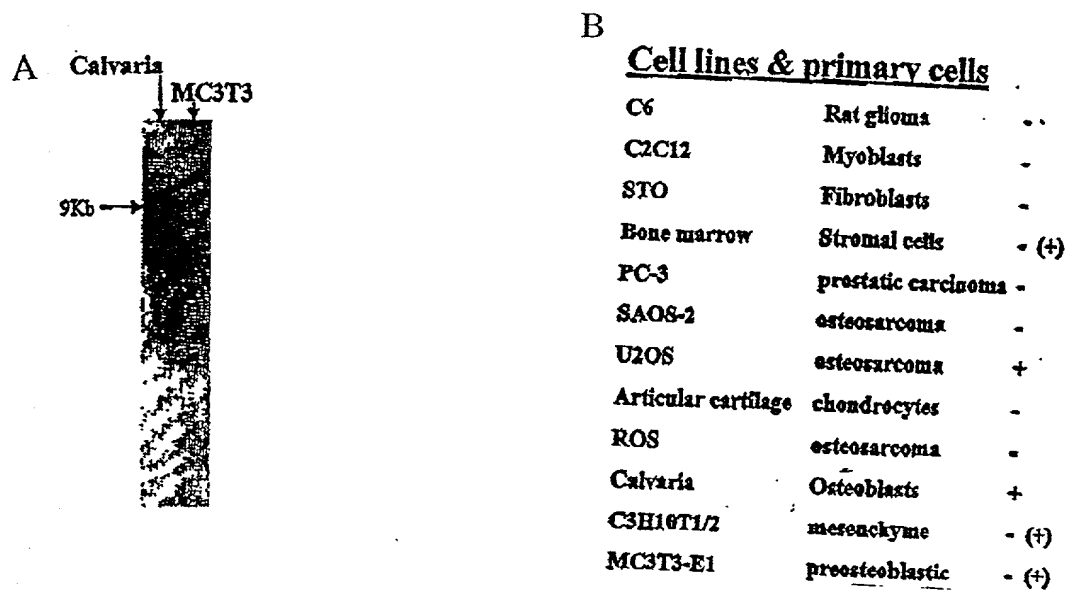 A
Calvaria
MC3T3
9Kb
B
Cell lines & primary cells
C6 Rat glioma -
C2C12 Myoblasts -
STO Fibroblasts -
Bone marrow Stromal cells - (+)
PC-3 prostatic carcinoma -
SAOS-2 osteosarcoma -
U2OS osteosarcoma +
Articular cartilage chondrocytes -
ROS osteosarcoma -
Calvaria Osteoblasts +
C3H10T1/2 mesenchyme - (+)
MC3T3-E1 preosteoblastic - (+)